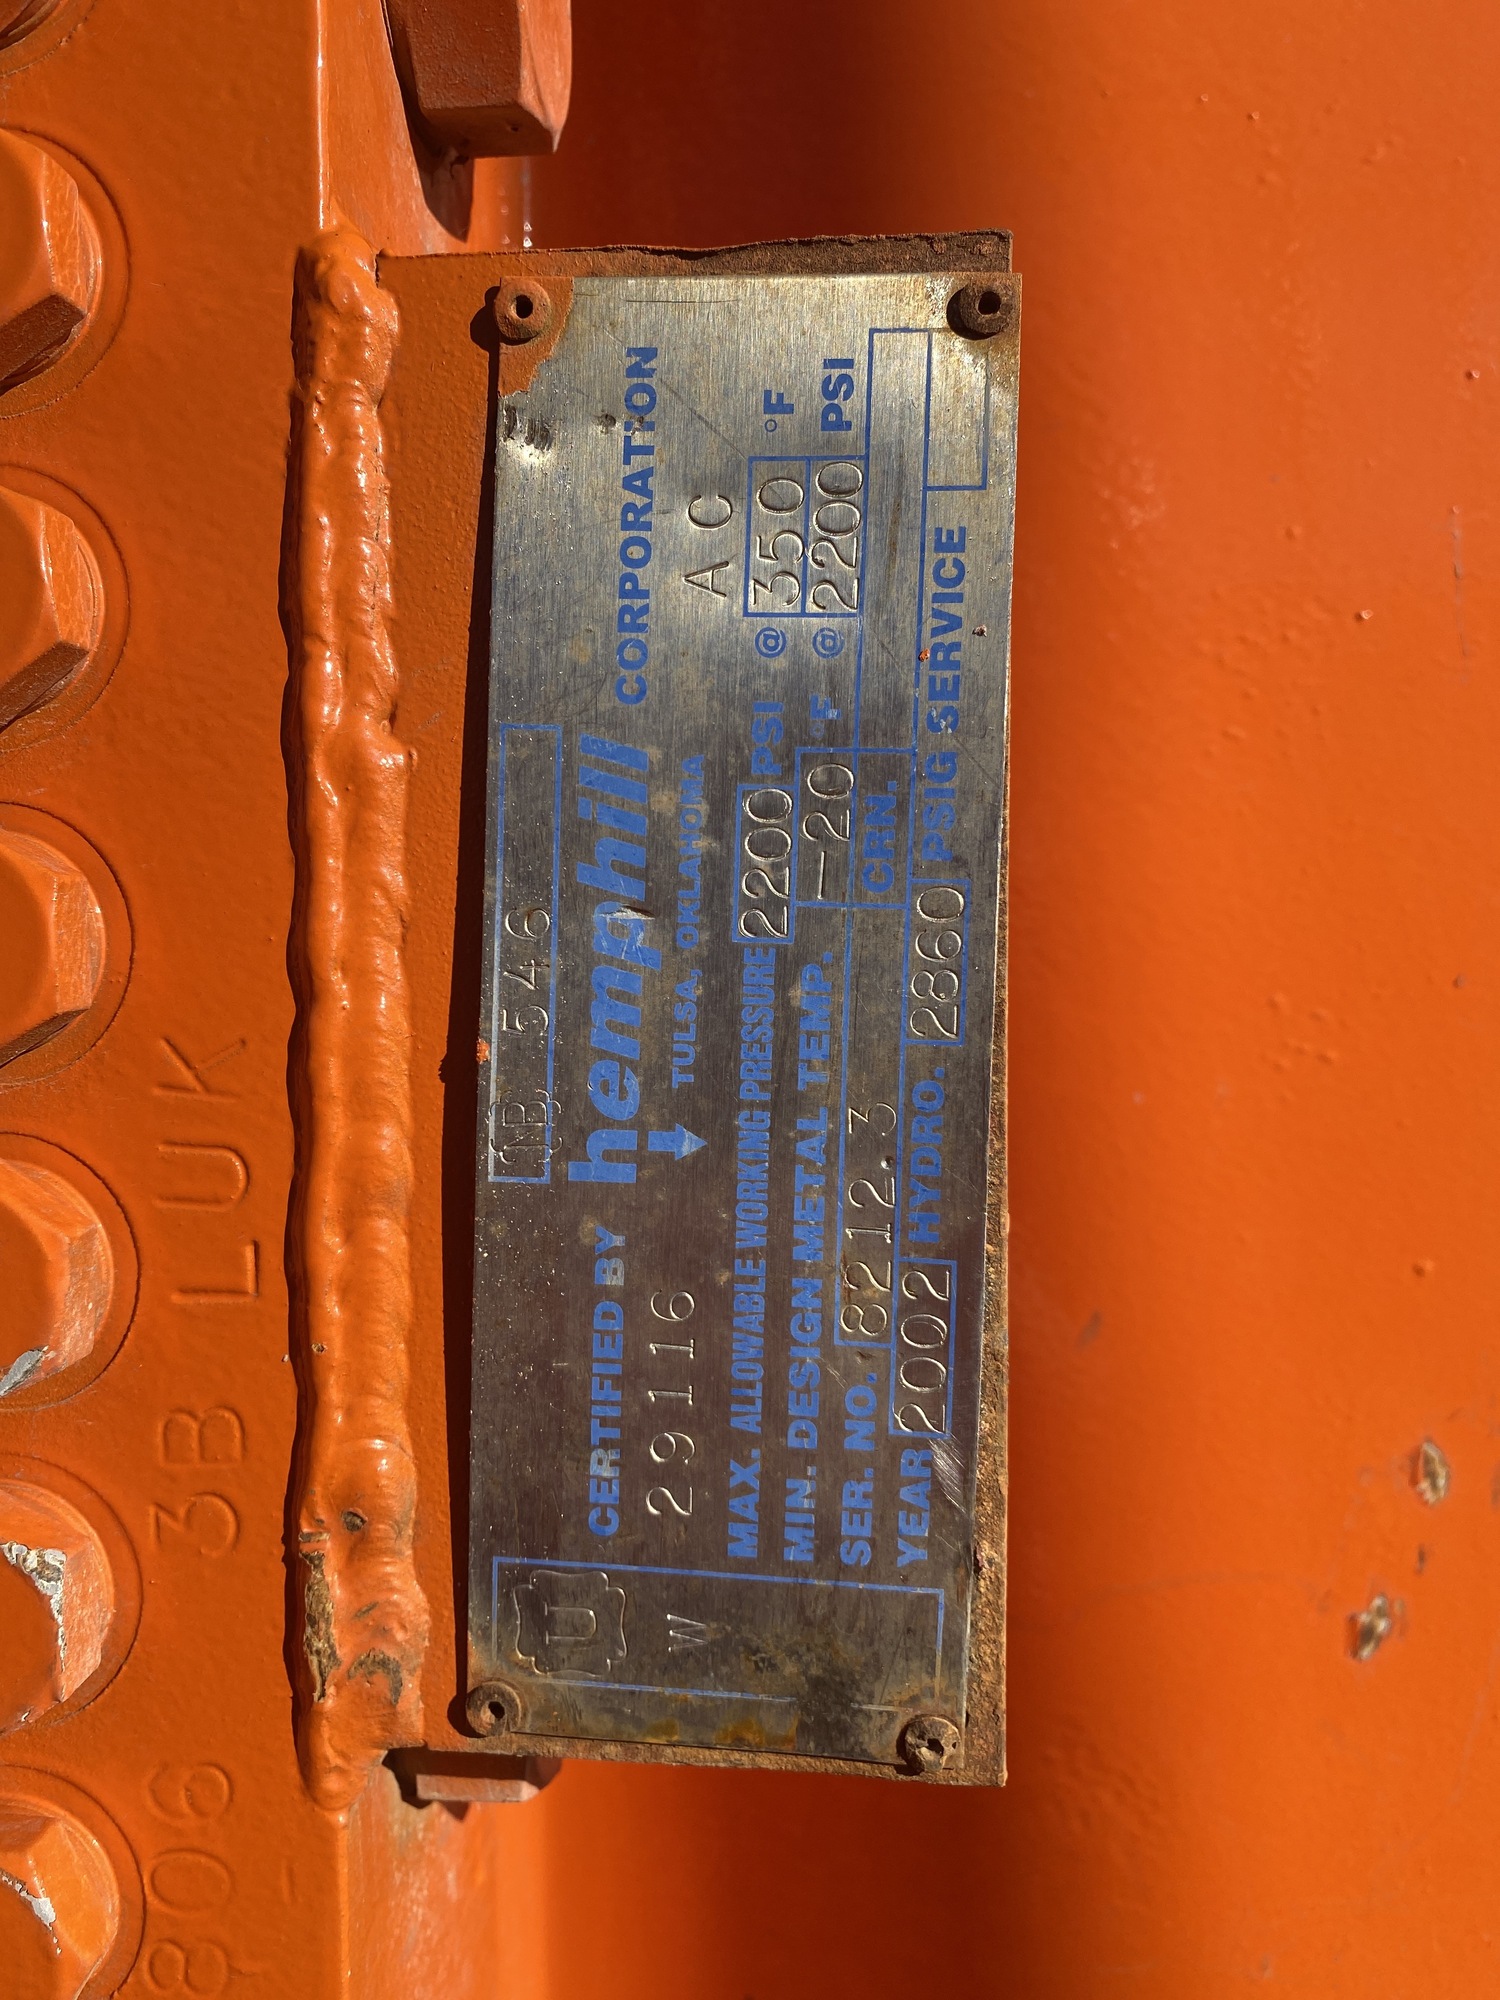 NB 546
CERTIFIED BY hemphill CORPORATION
TULSA, OKLAHOMA
29116 AC
U
W
MAX. ALLOWABLE WORKING PRESSURE 2200 PSI @ 350 °F
MIN. DESIGN METAL TEMP. -20 °F @ 2200 PSI
SER. NO. 8212.3 CRN.
YEAR 2002 HYDRO. 2860 PSIG SERVICE
806 3B LUK